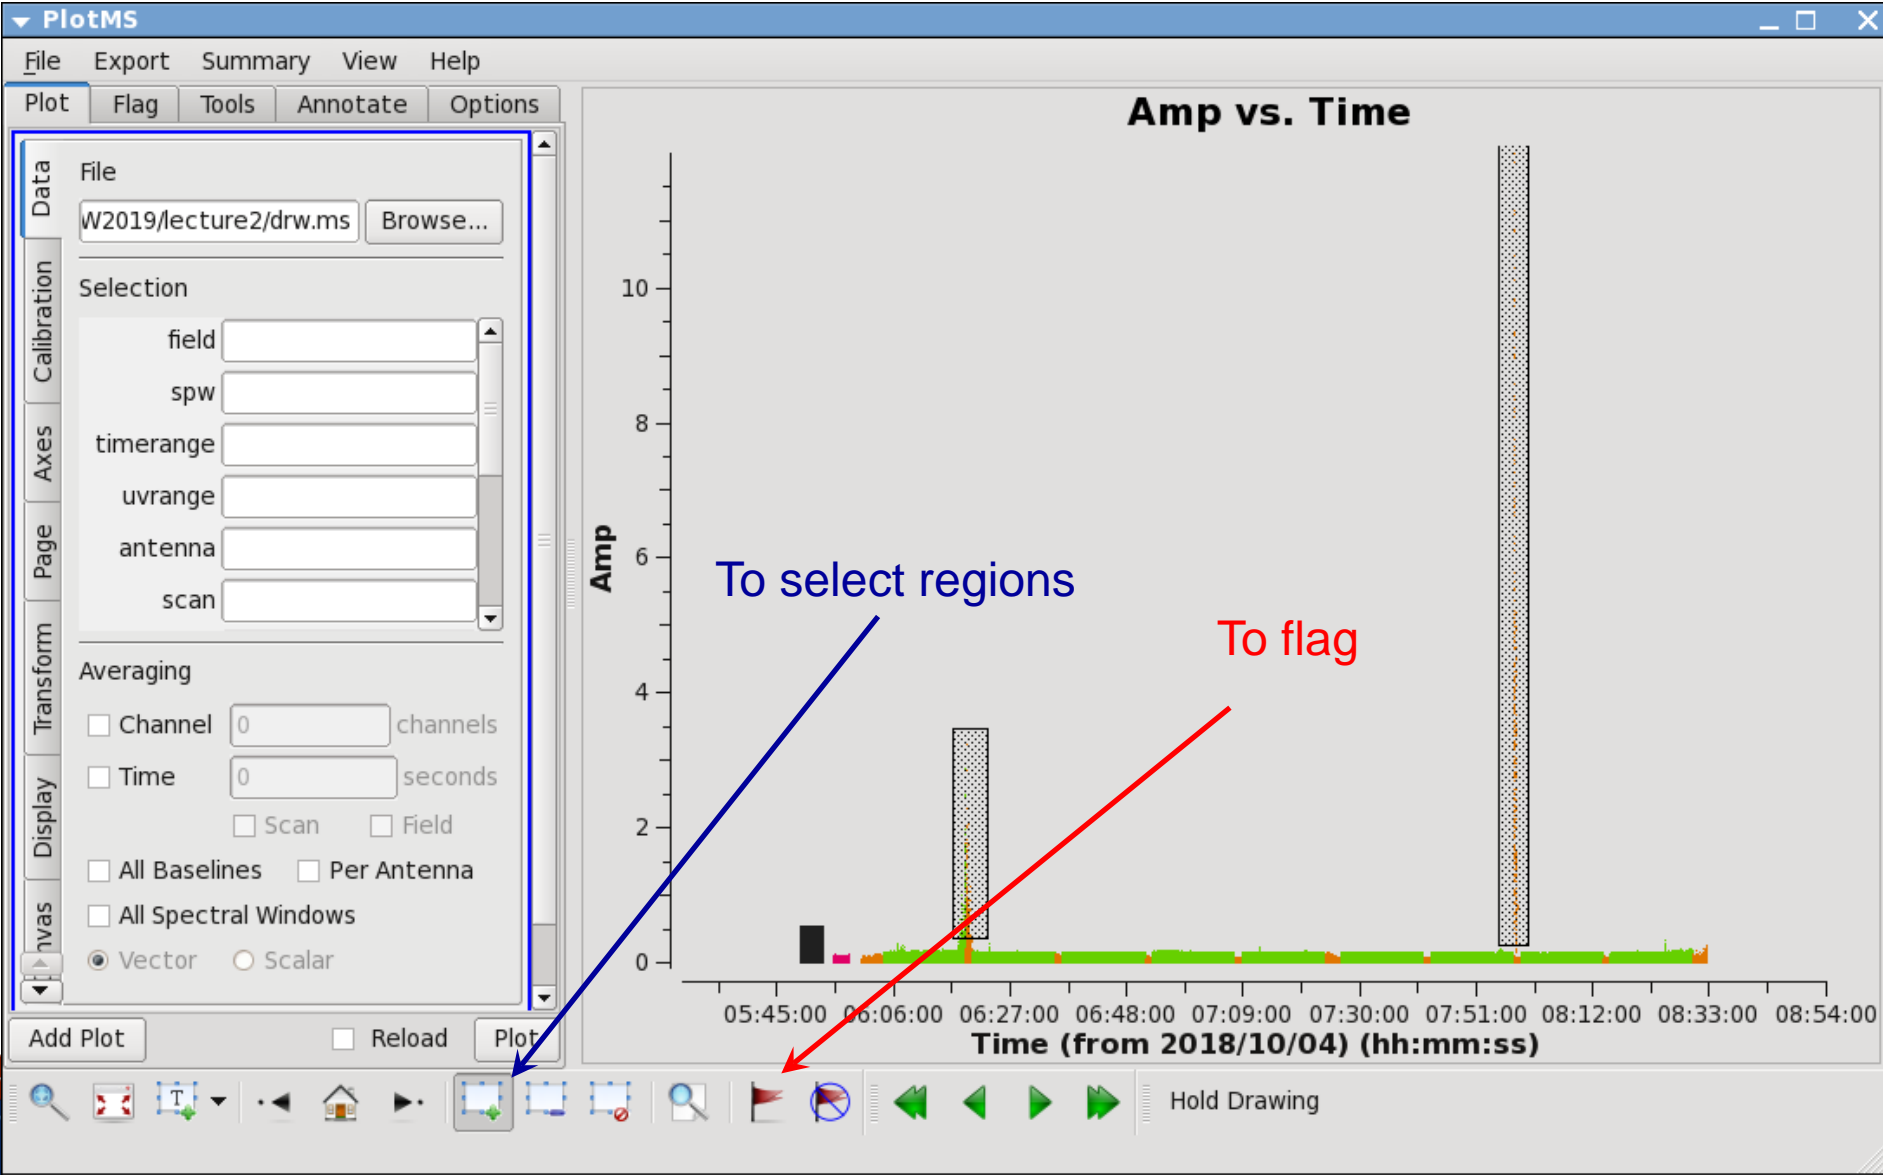 PlotMS
File Export Summary View Help
Plot Flag Tools Annotate Options
Data
Calibration
Axes
Page
Transform
Display
nvas
File
W2019/lecture2/drw.ms Browse...
Selection
field
spw
timerange
uvrange
antenna
scan
Averaging
Channel 0 channels
Time 0 seconds
Scan Field
All Baselines Per Antenna
All Spectral Windows
Vector Scalar
Add Plot Reload Plot
Amp vs. Time
Amp
10
8
6
4
2
0
To select regions
To flag
05:45:00 06:06:00 06:27:00 06:48:00 07:09:00 07:30:00 07:51:00 08:12:00 08:33:00 08:54:00
Time (from 2018/10/04) (hh:mm:ss)
T
Hold Drawing